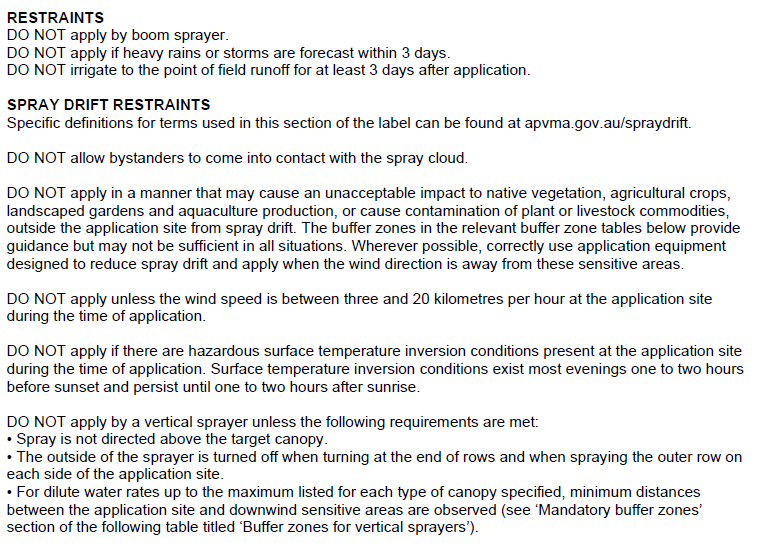 RESTRAINTS
DO NOT apply by boom sprayer.
DO NOT apply if heavy rains or storms are forecast within 3 days.
DO NOT irrigate to the point of field runoff for at least 3 days after application.
SPRAY DRIFT RESTRAINTS
Specific definitions for terms used in this section of the label can be found at apvma.gov.au/spraydrift.
DO NOT allow bystanders to come into contact with the spray cloud.
DO NOT apply in a manner that may cause an unacceptable impact to native vegetation, agricultural crops,
landscaped gardens and aquaculture production, or cause contamination of plant or livestock commodities,
outside the application site from spray drift. The buffer zones in the relevant buffer zone tables below provide
guidance but may not be sufficient in all situations. Wherever possible, correctly use application equipment
designed to reduce spray drift and apply when the wind direction is away from these sensitive areas.
DO NOT apply unless the wind speed is between three and 20 kilometres per hour at the application site
during the time of application.
DO NOT apply if there are hazardous surface temperature inversion conditions present at the application site
during the time of application. Surface temperature inversion conditions exist most evenings one to two hours
before sunset and persist until one to two hours after sunrise.
DO NOT apply by a vertical sprayer unless the following requirements are met:
• Spray is not directed above the target canopy.
• The outside of the sprayer is turned off when turning at the end of rows and when spraying the outer row on
each side of the application site.
• For dilute water rates up to the maximum listed for each type of canopy specified, minimum distances
between the application site and downwind sensitive areas are observed (see ‘Mandatory buffer zones’
section of the following table titled ‘Buffer zones for vertical sprayers’).